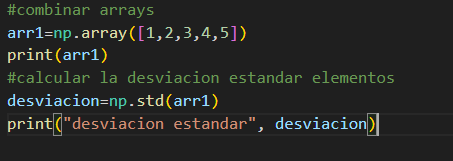 #combinar arrays
arr1=np.array([1,2,3,4,5])
print(arr1)
#calcular la desviacion estandar elementos
desviacion=np.std(arr1)
print("desviacion estandar", desviacion)